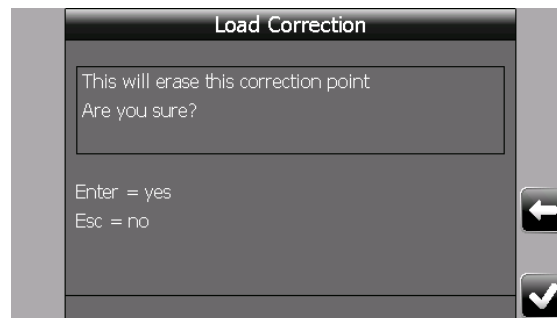 Load Correction
This will erase this correction point
Are you sure?
Enter = yes
Esc = no